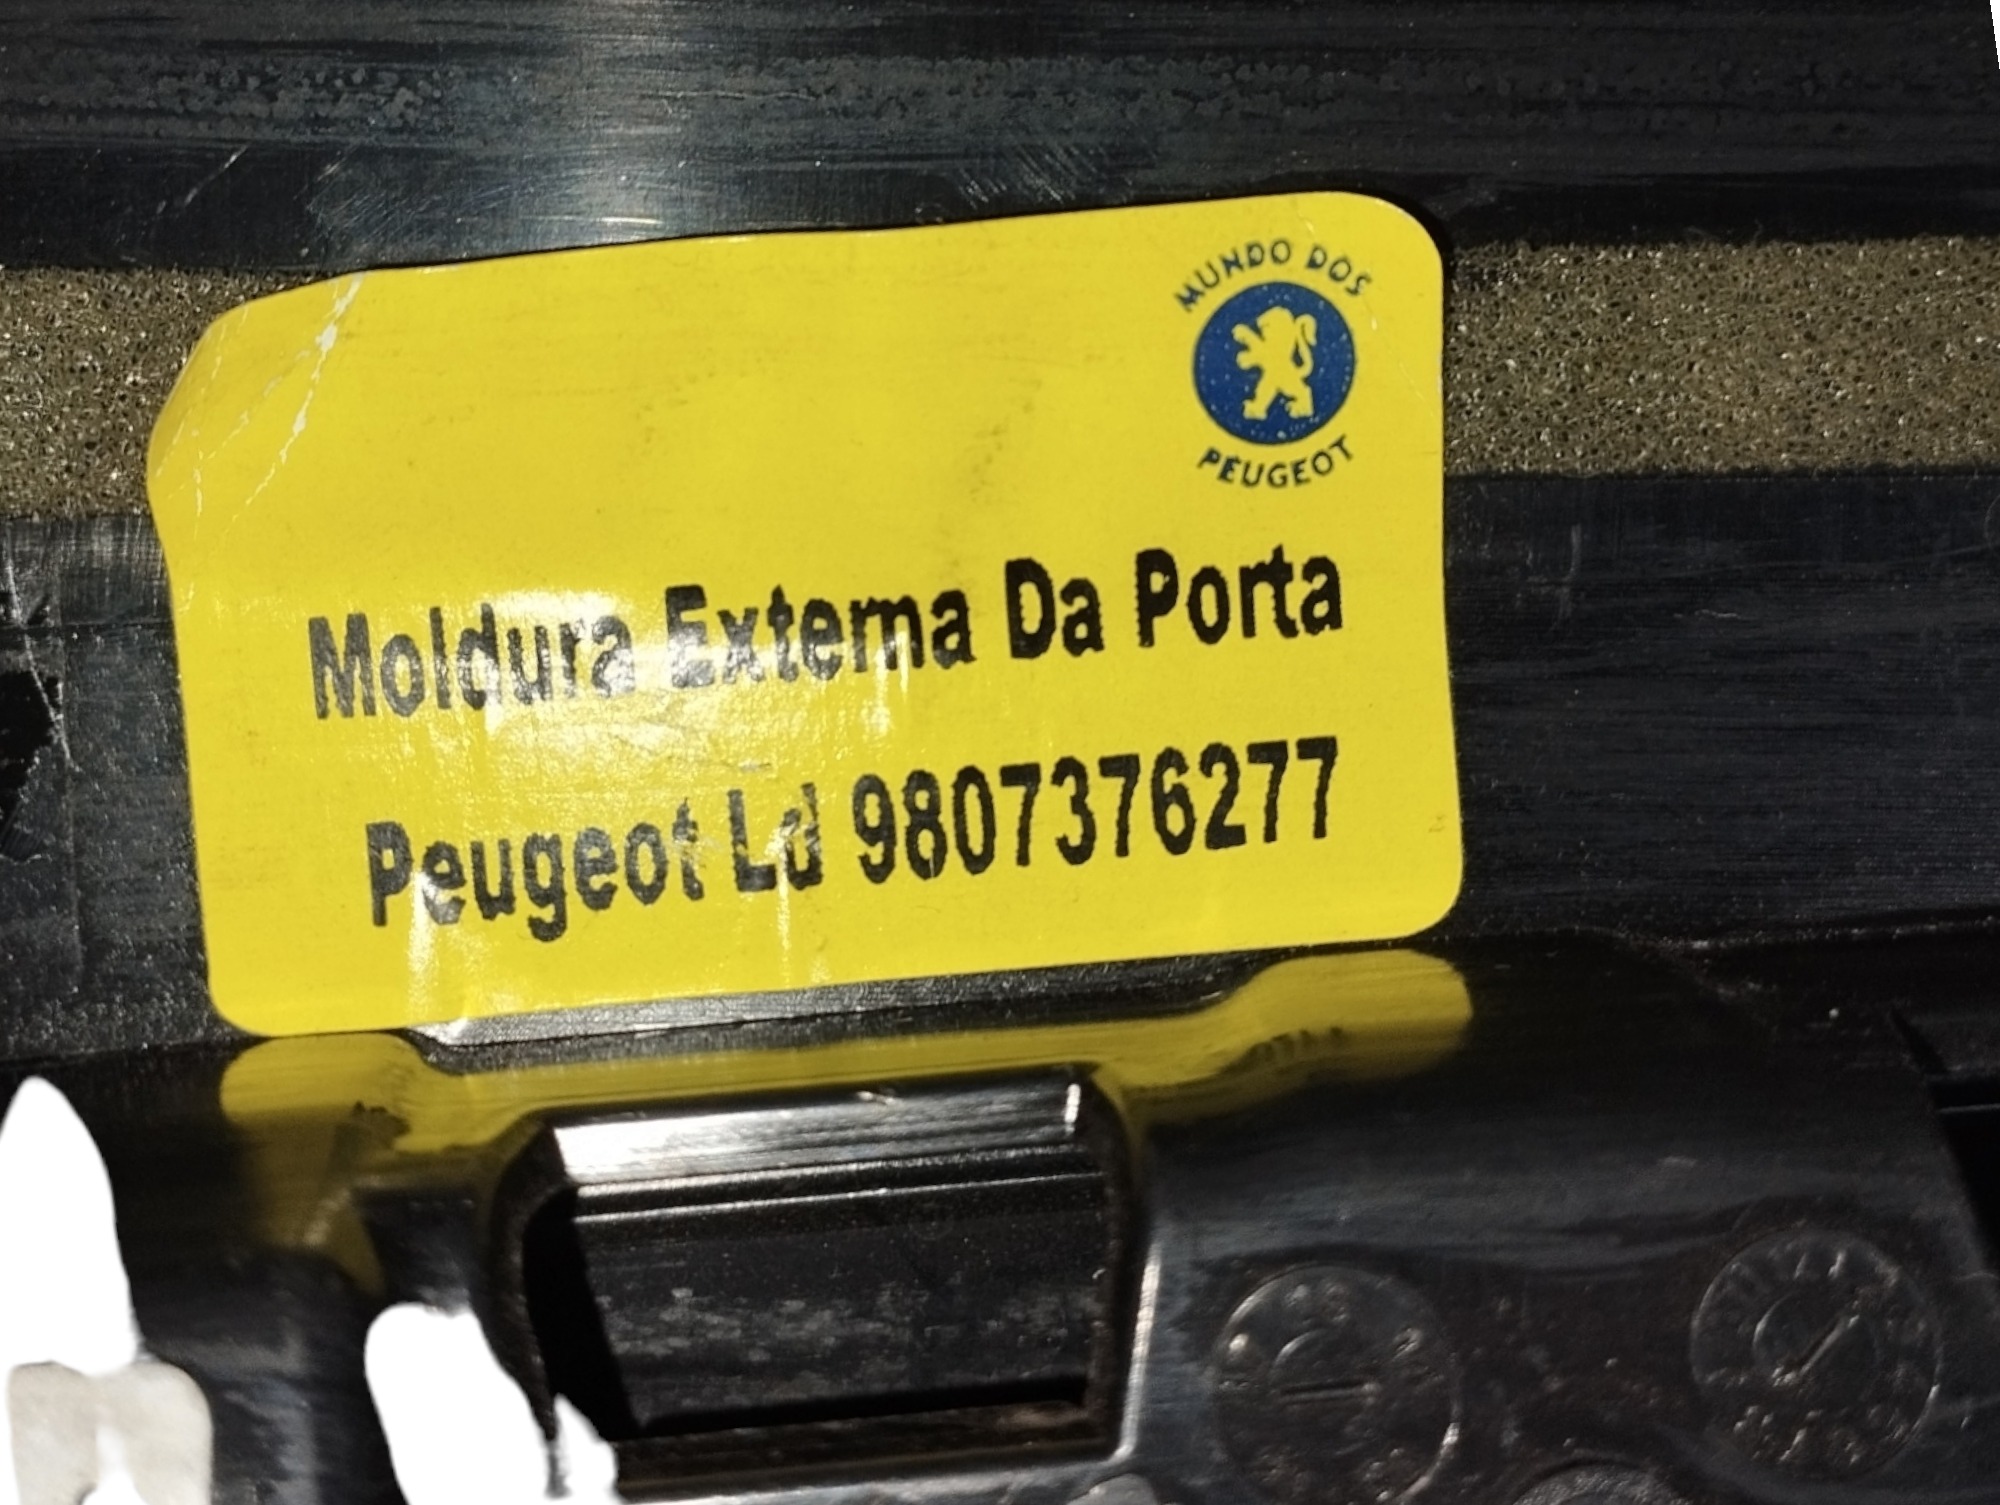 MUNDO DOS
PEUGEOT
Moldura Externa Da Porta
Peugeot Ld 9807376277